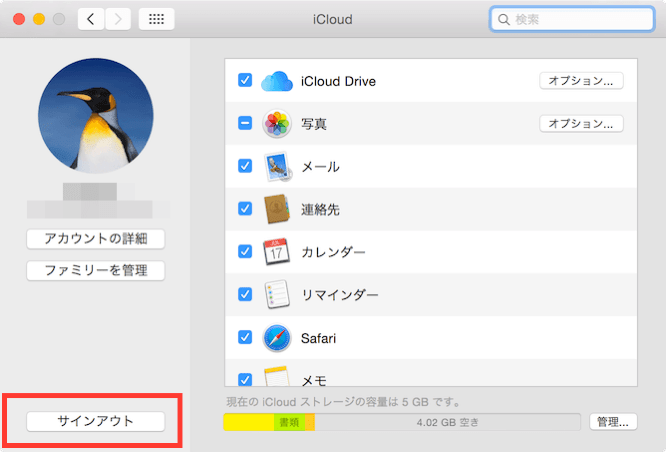 iCloud
検索
アカウントの詳細
ファミリーを管理
サインアウト
iCloud Drive
オプション...
写真
オプション...
メール
連絡先
17
カレンダー
リマインダー
Safari
メモ
現在の iCloud ストレージの容量は 5 GB です。
書類
4.02 GB 空き
管理...